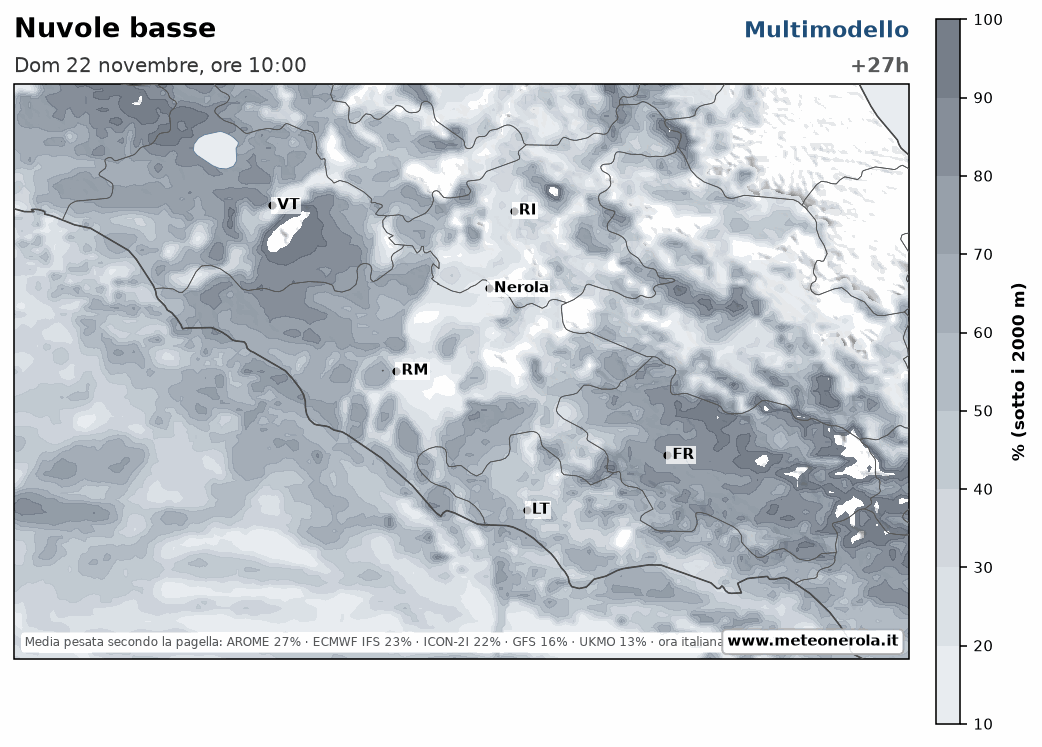 Nuvole basse
Multimodello
Dom 22 novembre, ore 10:00
+27h
VT
RI
Nerola
RM
FR
LT
Media pesata secondo la pagella: AROME 27% · ECMWF IFS 23% · ICON-2I 22% · GFS 16% · UKMO 13% · ora italiana
www.meteonerola.it
100
90
80
70
60
50
40
30
20
10
% (sotto i 2000 m)